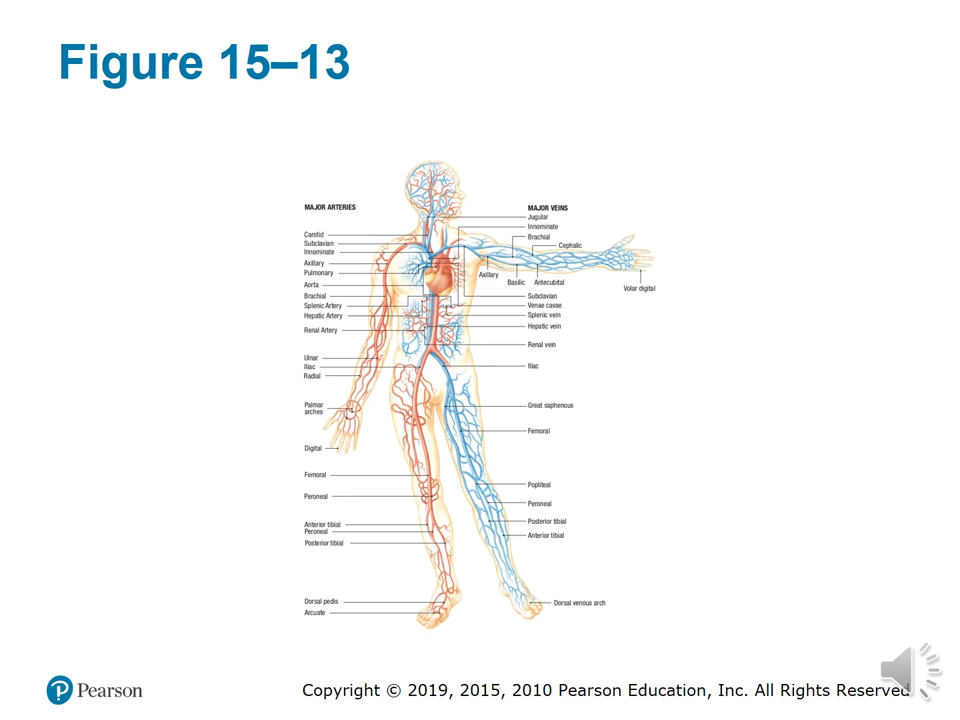 Figure 15–13
MAJOR ARTERIES
Carotid
Subclavian
Innominate
Axillary
Pulmonary
Aorta
Brachial
Splenic Artery
Hepatic Artery
Renal Artery
Ulnar
Iliac
Radial
Palmar
arches
Digital
Femoral
Peroneal
Anterior tibial
Peroneal
Posterior tibial
Dorsal pedis
Arcuate
MAJOR VEINS
Jugular
Innominate
Brachial
Cephalic
Axillary
Basilic
Antecubital
Volar digital
Subclavian
Venae cavae
Splenic vein
Hepatic vein
Renal vein
Iliac
Great saphenous
Femoral
Popliteal
Peroneal
Posterior tibial
Anterior tibial
Dorsal venous arch
Pearson
Copyright © 2019, 2015, 2010 Pearson Education, Inc. All Rights Reserved